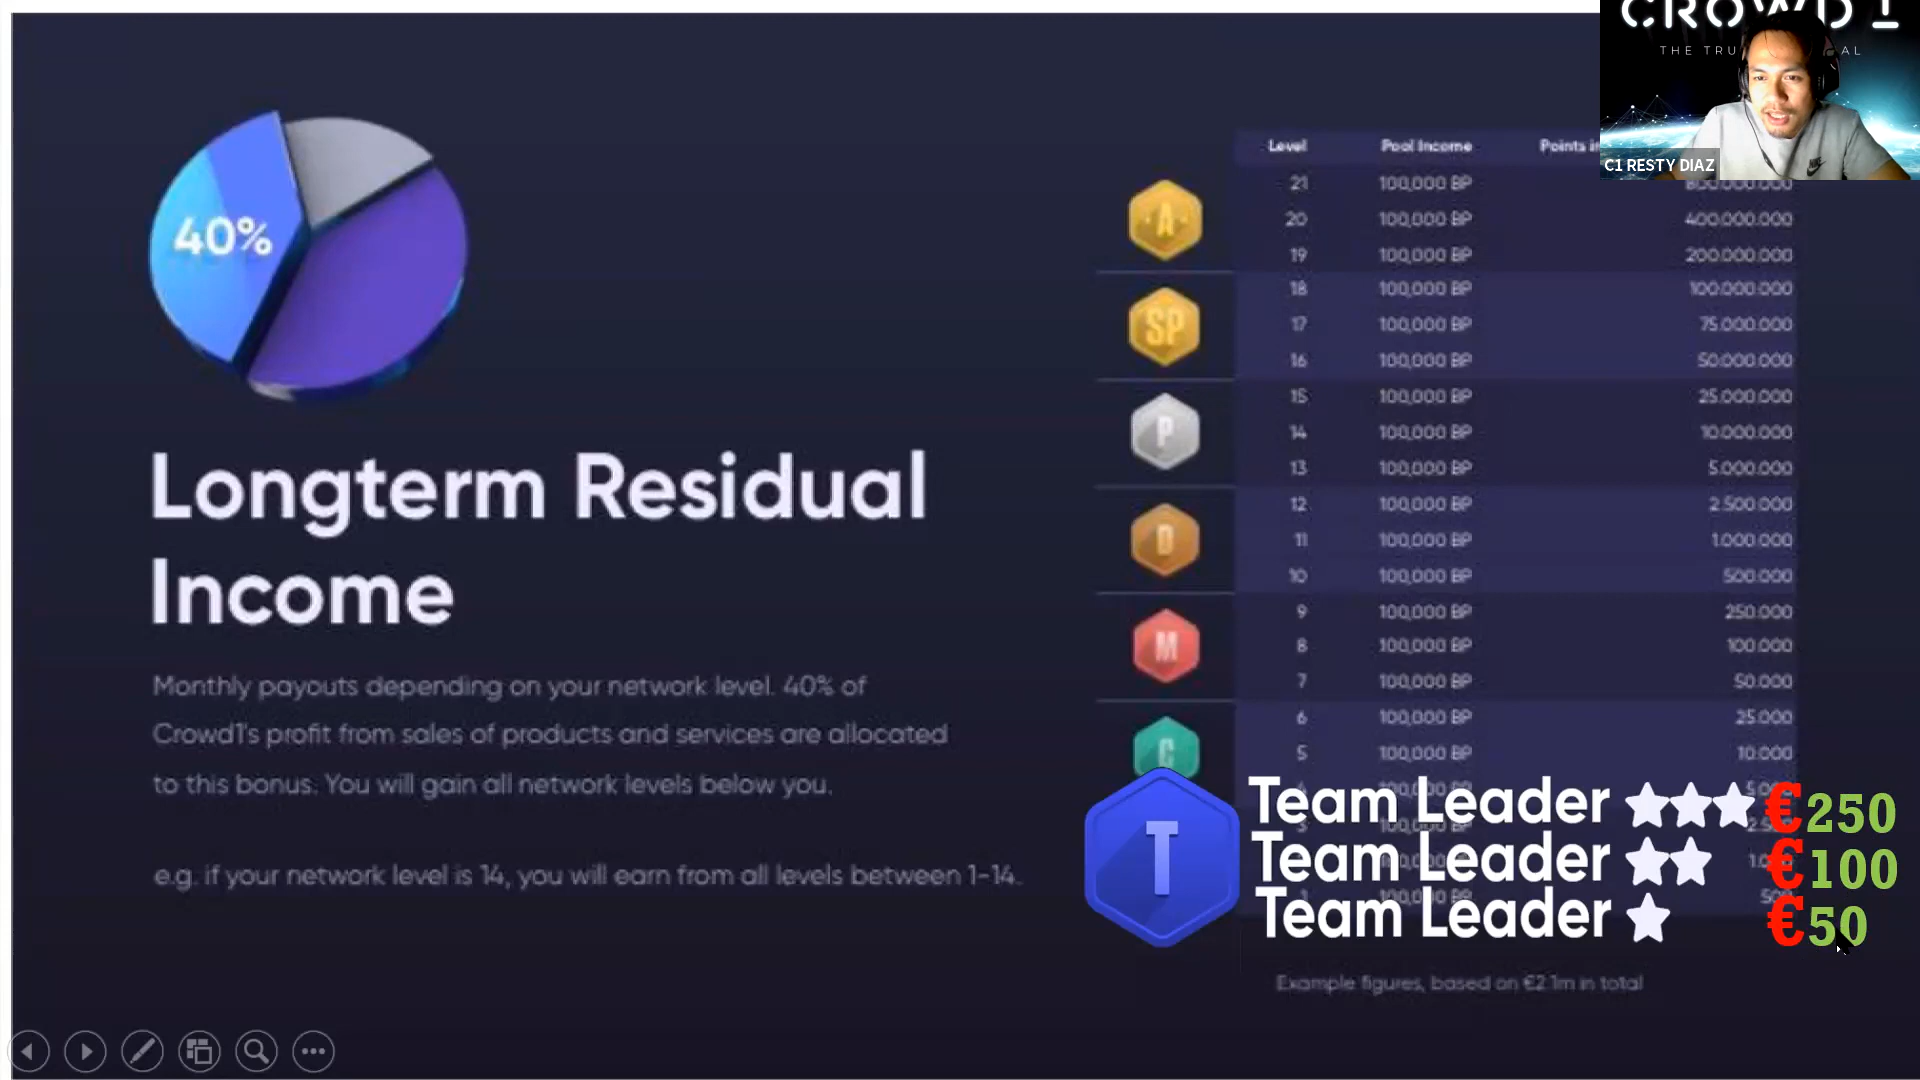 CROWD1
40%
Longterm Residual
Income
Monthly payouts depending on your network level. 40% of
Crowd1's profit from sales of products and services are allocated
to this bonus. You will gain all network levels below you.
e.g. if your network level is 14, you will earn from all levels between 1-14.
Level Pool Income Points
21 100,000 BP 800.000.000
A
20 100,000 BP 400.000.000
19 100,000 BP 200.000.000
18 100,000 BP 100.000.000
SP
17 100,000 BP 75.000.000
16 100,000 BP 50.000.000
15 100,000 BP 25.000.000
P
14 100,000 BP 10.000.000
13 100,000 BP 5.000.000
12 100,000 BP 2.500.000
D
11 100,000 BP 1.000.000
10 100,000 BP 500.000
9 100,000 BP 250.000
M
8 100,000 BP 100.000
7 100,000 BP 50.000
6 100,000 BP 25.000
C
5 100,000 BP 10.000
T
Team Leader €250
Team Leader €100
Team Leader €50
Example figures, based on €2.1m in total
THE
C1 RESTY DIAZ